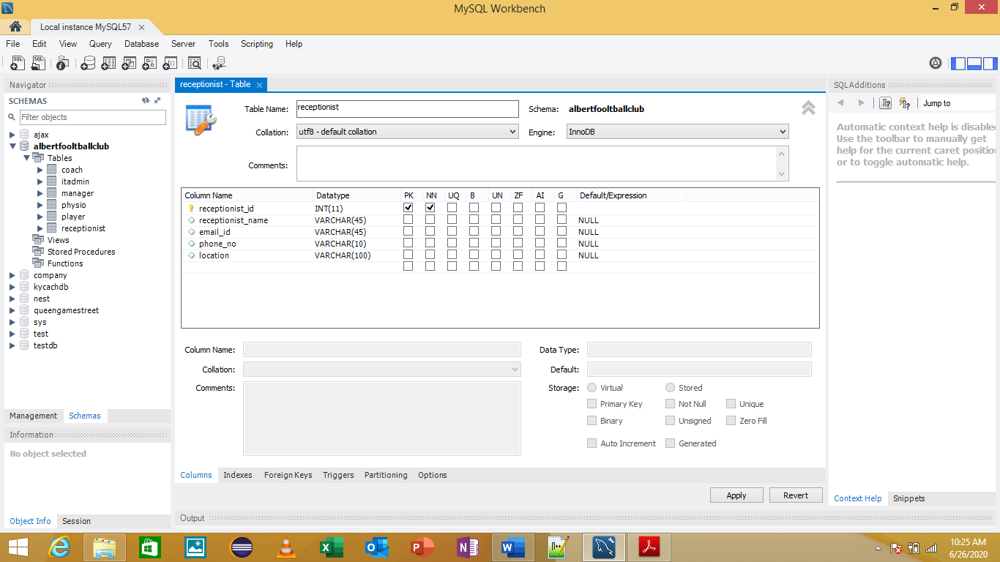 MySQL Workbench
Local instance MySQL57
File Edit View Query Database Server Tools Scripting Help
Navigator
SCHEMAS
Filter objects
ajax
albertfooltballclub
Tables
coach
itadmin
manager
physio
player
receptionist
Views
Stored Procedures
Functions
company
kycachdb
nest
queengamestreet
sys
test
testdb
Management Schemas
Information
No object selected
Object Info Session
receptionist - Table
Table Name: receptionist Schema: albertfooltballclub
Collation: utf8 - default collation Engine: InnoDB
Comments:
Column Name Datatype PK NN UQ B UN ZF AI G Default/Expression
receptionist_id INT(11)
receptionist_name VARCHAR(45) NULL
email_id VARCHAR(45) NULL
phone_no VARCHAR(10) NULL
location VARCHAR(100) NULL
Column Name: Data Type:
Collation: Default:
Comments: Storage: Virtual Stored
Primary Key Not Null Unique
Binary Unsigned Zero Fill
Auto Increment Generated
Columns Indexes Foreign Keys Triggers Partitioning Options
Apply Revert
Output
SQLAdditions
Jump to
Automatic context help is disabled
Use the toolbar to manually get
help for the current caret position
or to toggle automatic help.
Context Help Snippets
10:25 AM
6/26/2020